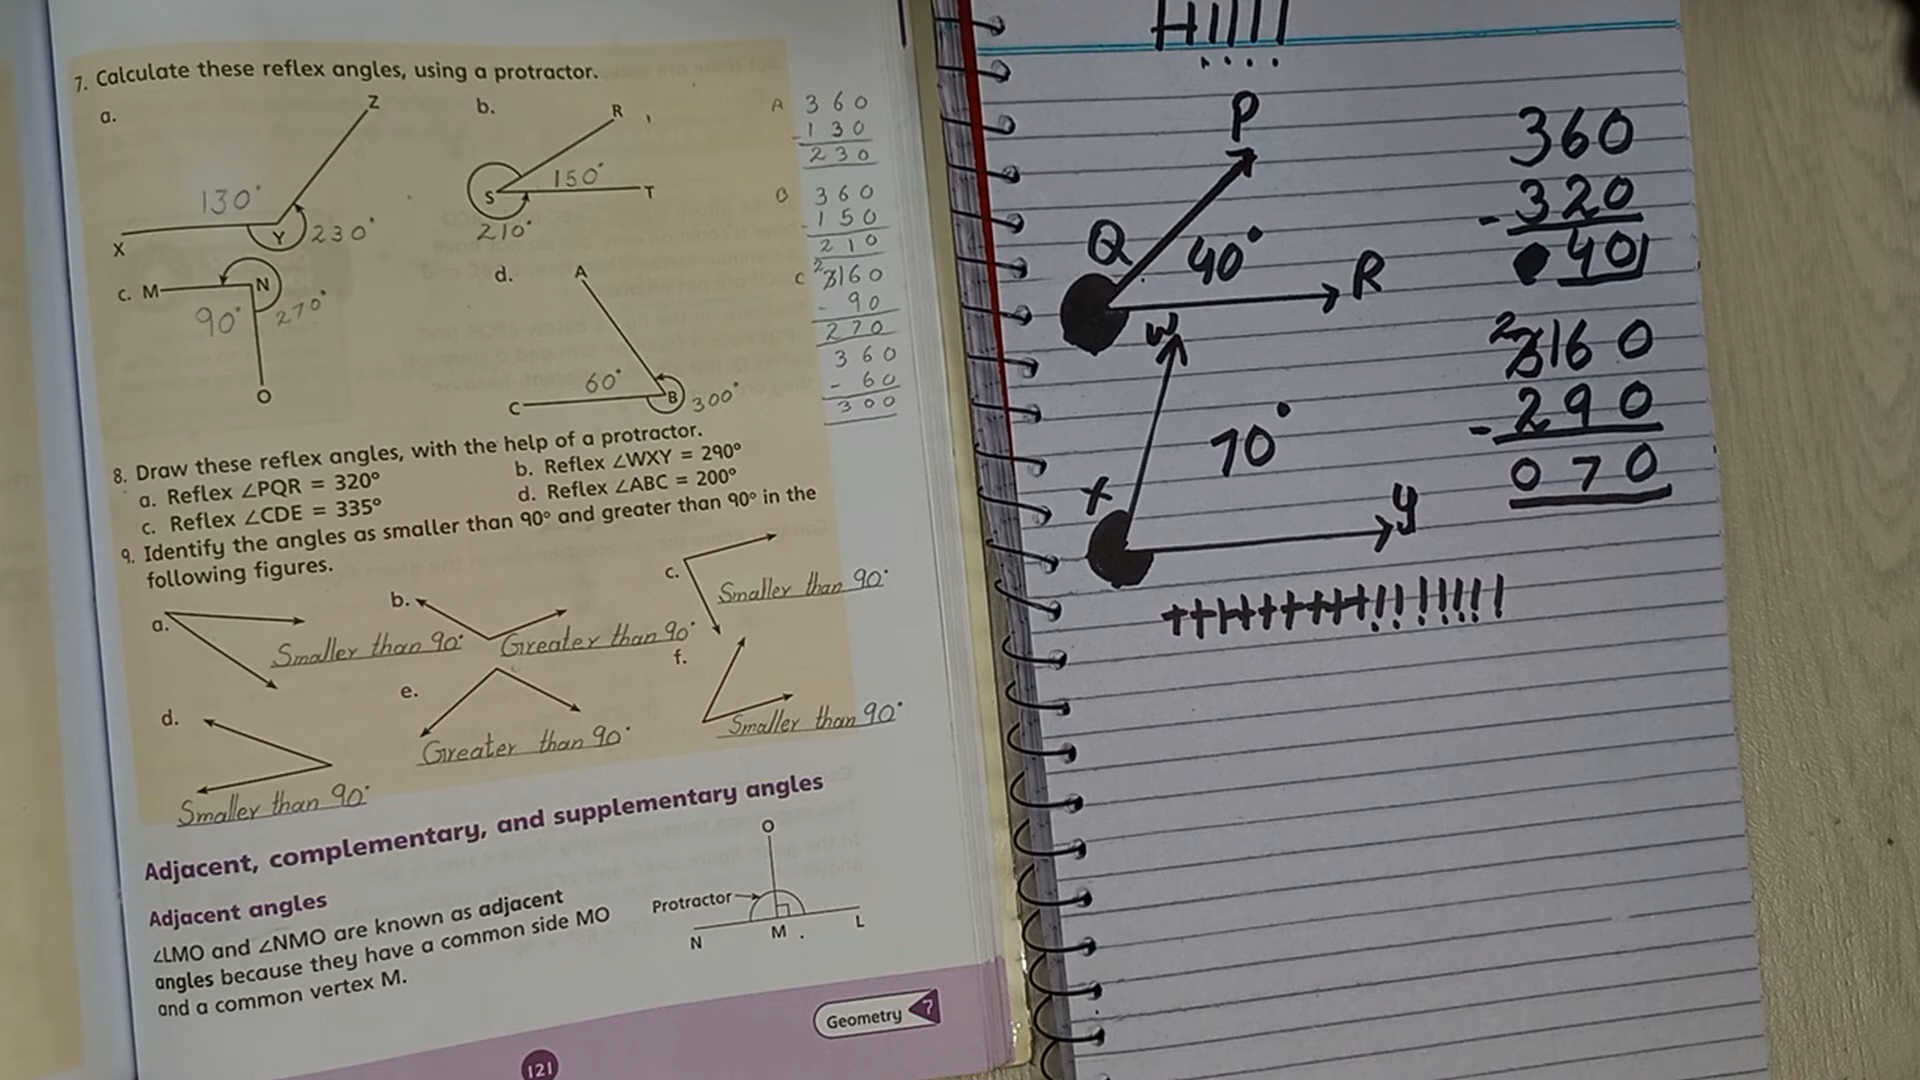 7. Calculate these reflex angles, using a protractor.
a.
Z
130°
X
Y
230°
b.
R
S
150°
T
210°
c. M
N
90°
270°
O
d.
A
60°
C
B
300°
A 360
- 130
230
B 360
- 150
210
C 2 3160
- 90
270
360
- 60
300
8. Draw these reflex angles, with the help of a protractor.
a. Reflex ∠PQR = 320°
b. Reflex ∠WXY = 290°
c. Reflex ∠CDE = 335°
d. Reflex ∠ABC = 200°
9. Identify the angles as smaller than 90° and greater than 90° in the
following figures.
a.
Smaller than 90°
b.
Greater than 90°
c.
Smaller than 90°
d.
Smaller than 90°
e.
Greater than 90°
f.
Smaller than 90°
Adjacent, complementary, and supplementary angles
Adjacent angles
∠LMO and ∠NMO are known as adjacent
angles because they have a common side MO
and a common vertex M.
O
Protractor
N
M
L
Geometry 7
121
P
Q
40°
R
W
X
70°
Y
360
- 320
40
2 3160
- 290
070